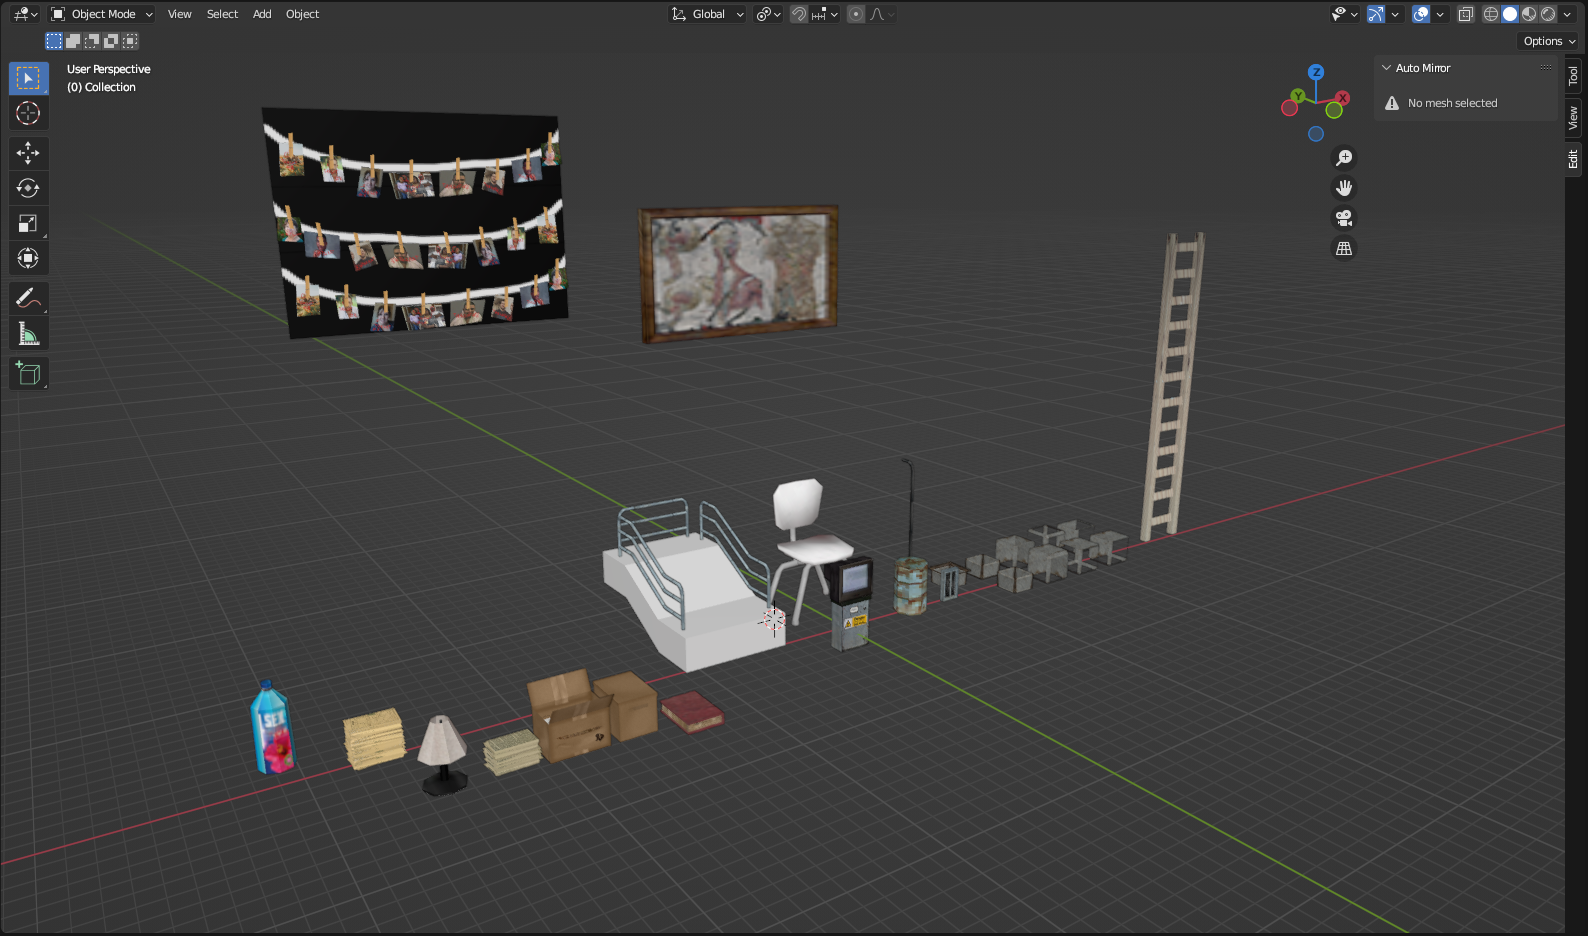 Object Mode View Select Add Object Global
Options
User Perspective
(0) Collection
Auto Mirror
No mesh selected
Tool
View
Edit
Z
Y
X